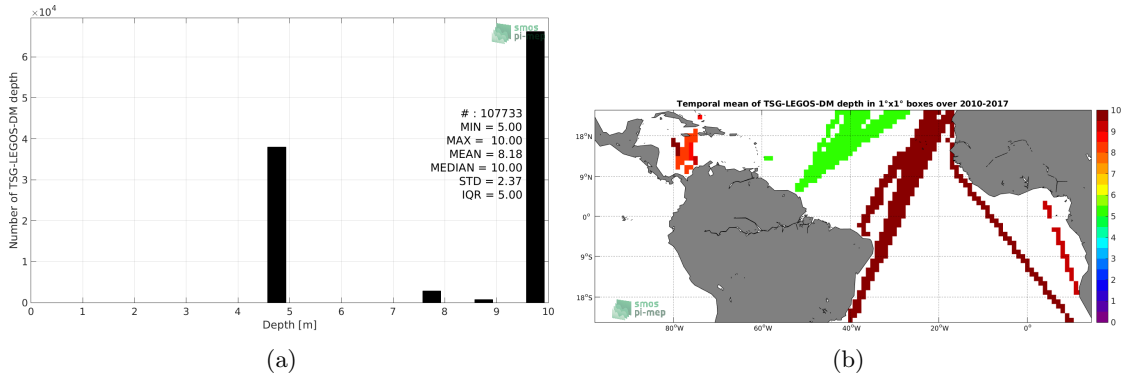 ×10^4
smos
pi-mep
Number of TSG-LEGOS-DM depth
6
5
4
3
2
1
0
# : 107733
MIN = 5.00
MAX = 10.00
MEAN = 8.18
MEDIAN = 10.00
STD = 2.37
IQR = 5.00
0 1 2 3 4 5 6 7 8 9 10
Depth [m]
(a)
Temporal mean of TSG-LEGOS-DM depth in 1°x1° boxes over 2010-2017
18°N
9°N
0°
9°S
18°S
80°W 60°W 40°W 20°W 0°
smos
pi-mep
10
9
8
7
6
5
4
3
2
1
0
(b)